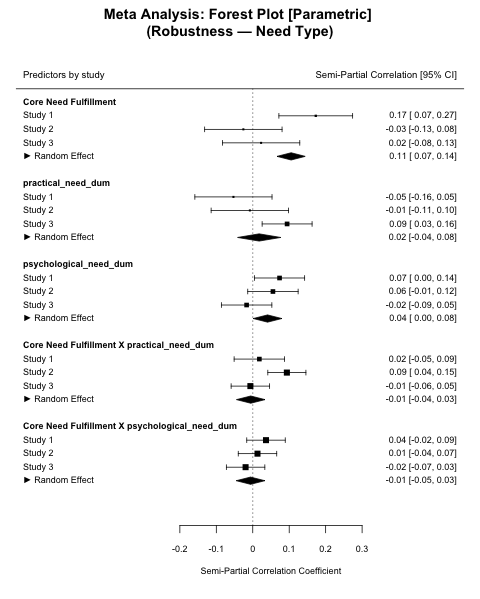 Meta Analysis: Forest Plot [Parametric]
(Robustness — Need Type)
Predictors by study Semi-Partial Correlation [95% CI]
Core Need Fulfillment
Study 1 0.17 [ 0.07, 0.27]
Study 2 -0.03 [-0.13, 0.08]
Study 3 0.02 [-0.08, 0.13]
► Random Effect 0.11 [ 0.07, 0.14]
practical_need_dum
Study 1 -0.05 [-0.16, 0.05]
Study 2 -0.01 [-0.11, 0.10]
Study 3 0.09 [ 0.03, 0.16]
► Random Effect 0.02 [-0.04, 0.08]
psychological_need_dum
Study 1 0.07 [ 0.00, 0.14]
Study 2 0.06 [-0.01, 0.12]
Study 3 -0.02 [-0.09, 0.05]
► Random Effect 0.04 [ 0.00, 0.08]
Core Need Fulfillment X practical_need_dum
Study 1 0.02 [-0.05, 0.09]
Study 2 0.09 [ 0.04, 0.15]
Study 3 -0.01 [-0.06, 0.05]
► Random Effect -0.01 [-0.04, 0.03]
Core Need Fulfillment X psychological_need_dum
Study 1 0.04 [-0.02, 0.09]
Study 2 0.01 [-0.04, 0.07]
Study 3 -0.02 [-0.07, 0.03]
► Random Effect -0.01 [-0.05, 0.03]
-0.2 -0.1 0 0.1 0.2 0.3
Semi-Partial Correlation Coefficient